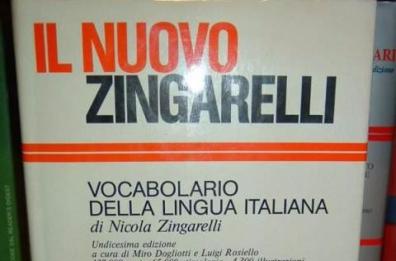 IL NUOVO
ZINGARELLI
VOCABOLARIO
DELLA LINGUA ITALIANA
di Nicola Zingarelli
Undicesima edizione
a cura di Miro Dogliotti e Luigi Rosiello